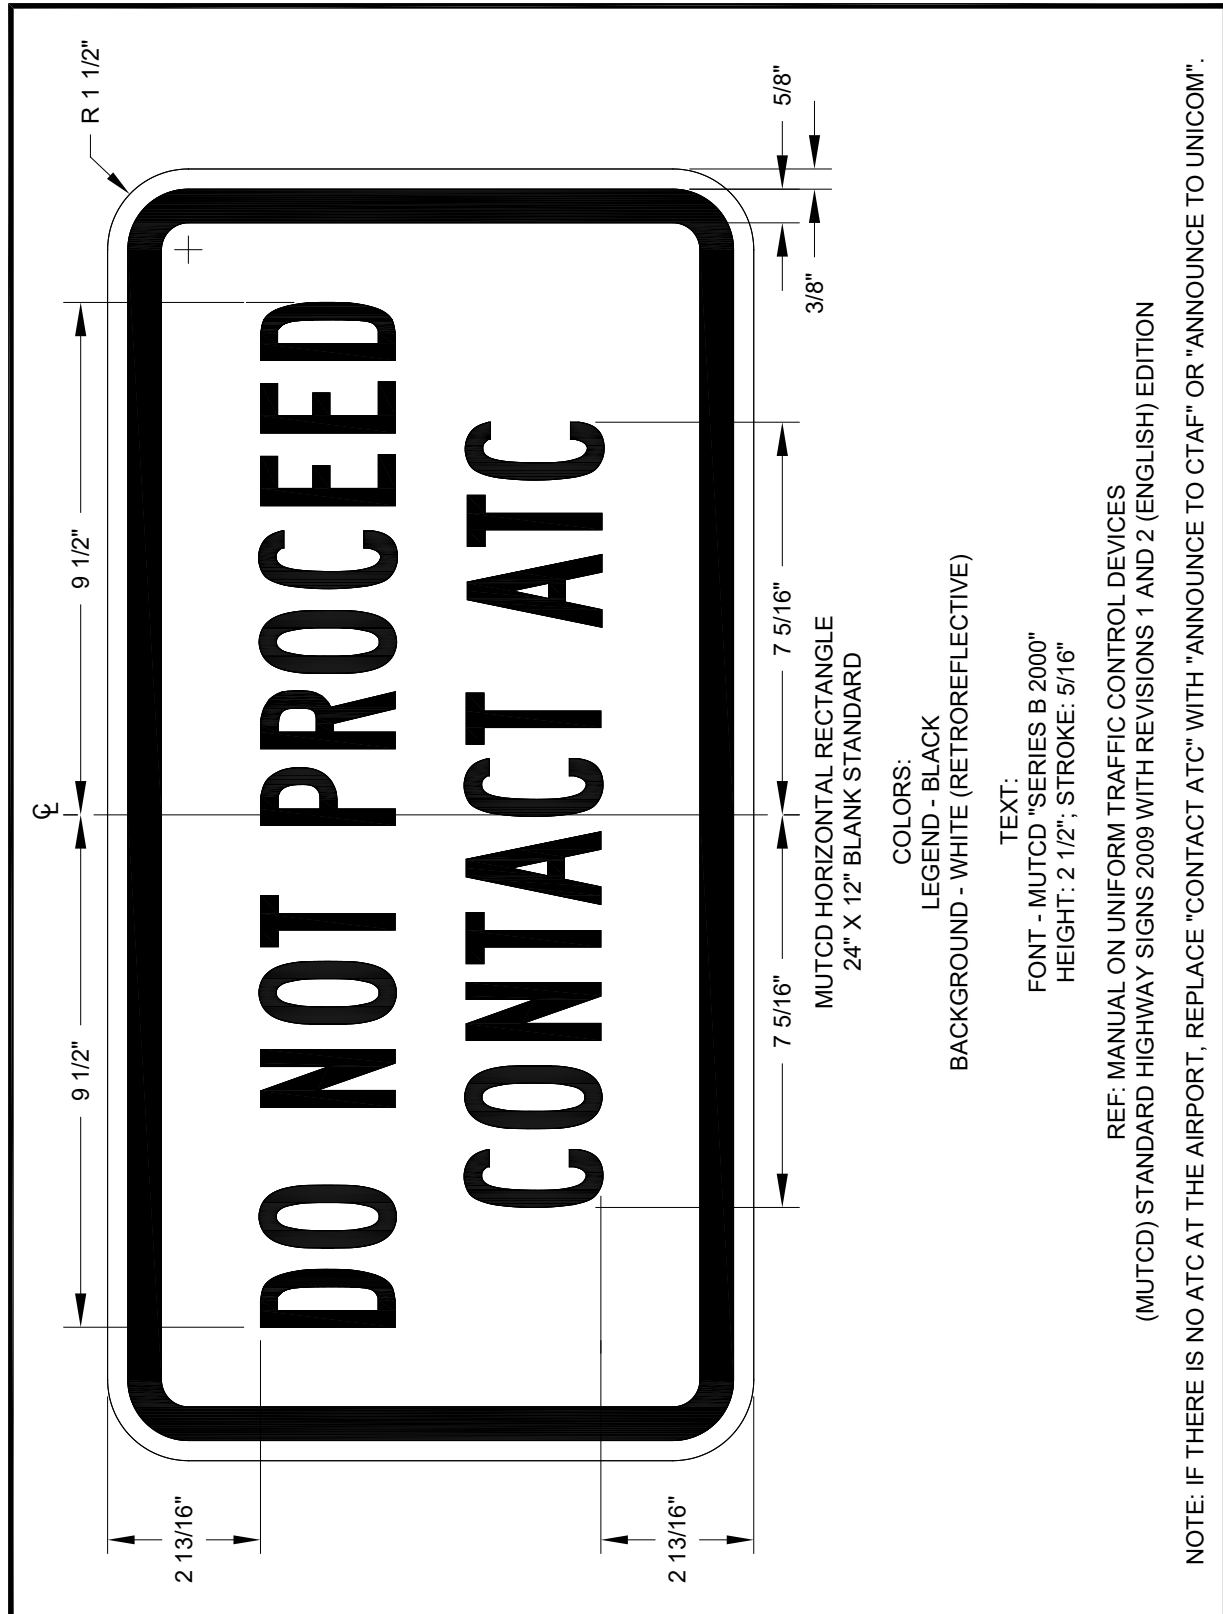 R 1 1/2"
℄
9 1/2" 9 1/2"
DO NOT PROCEED
CONTACT ATC
2 13/16"
2 13/16"
5/8"
3/8"
7 5/16" 7 5/16"
MUTCD HORIZONTAL RECTANGLE
24" X 12" BLANK STANDARD
COLORS:
LEGEND - BLACK
BACKGROUND - WHITE (RETROREFLECTIVE)
TEXT:
FONT - MUTCD "SERIES B 2000"
HEIGHT: 2 1/2"; STROKE: 5/16"
REF: MANUAL ON UNIFORM TRAFFIC CONTROL DEVICES
(MUTCD) STANDARD HIGHWAY SIGNS 2009 WITH REVISIONS 1 AND 2 (ENGLISH) EDITION
NOTE: IF THERE IS NO ATC AT THE AIRPORT, REPLACE "CONTACT ATC" WITH "ANNOUNCE TO CTAF" OR "ANNOUNCE TO UNICOM".